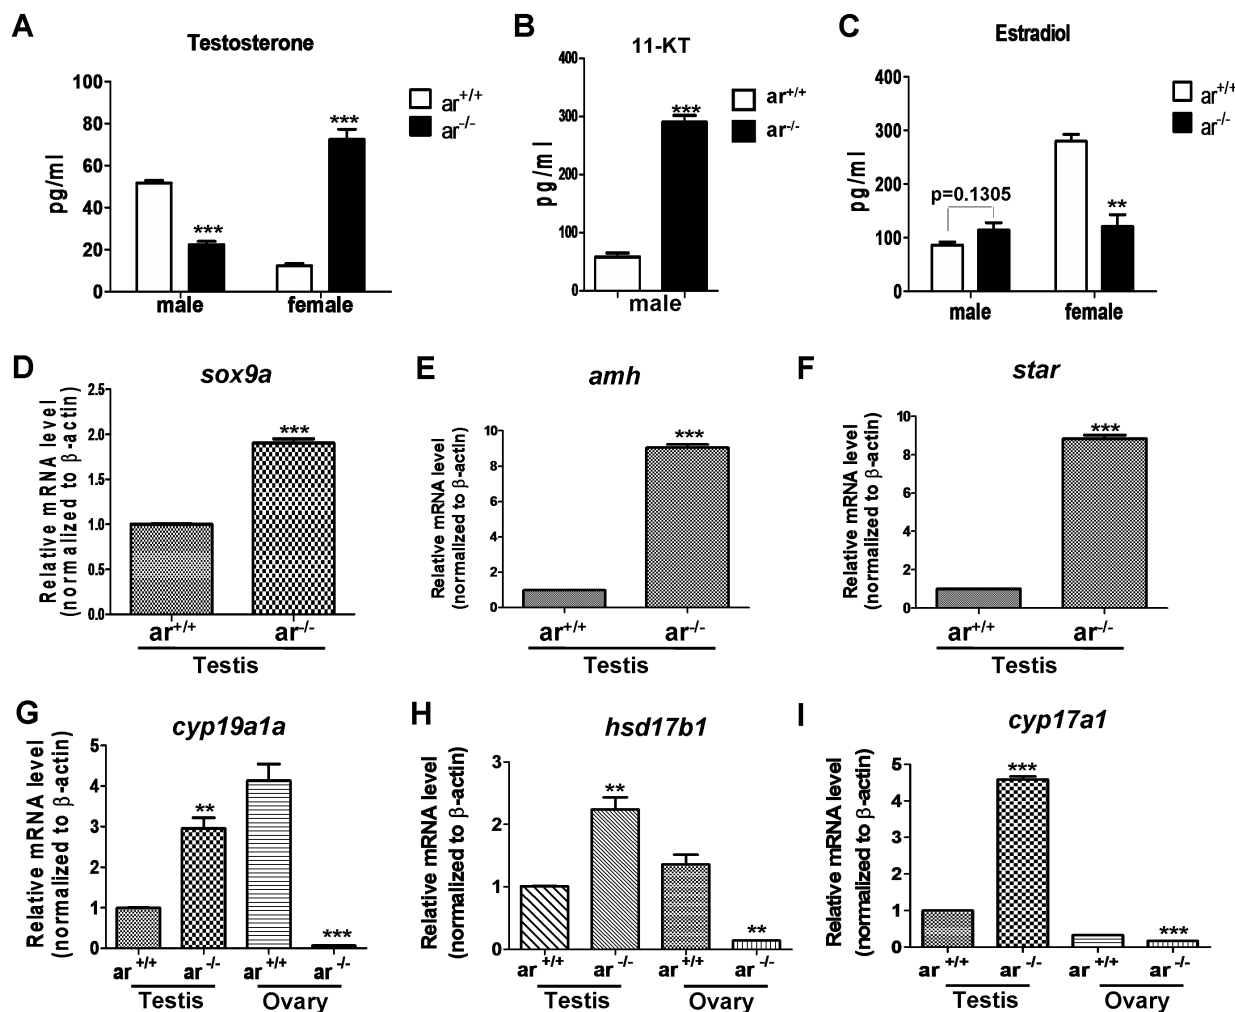 A
Testosterone
pg/ml
100
80
60
40
20
0
***
***
male
female
ar+/+
ar-/-
B
11-KT
pg/ml
400
300
200
100
0
***
male
ar+/+
ar-/-
C
Estradiol
pg/ml
400
300
200
100
0
p=0.1305
**
male
female
ar+/+
ar-/-
D
sox9a
Relative mRNA level
(normalized to β-actin)
2.5
2.0
1.5
1.0
0.5
0.0
***
ar+/+
ar-/-
Testis
E
amh
Relative mRNA level
(normalized to β-actin)
10
8
6
4
2
0
***
ar+/+
ar-/-
Testis
F
star
Relative mRNA level
(normalized to β-actin)
10
8
6
4
2
0
***
ar+/+
ar-/-
Testis
G
cyp19a1a
Relative mRNA level
(normalized to β-actin)
5
4
3
2
1
0
**
***
ar+/+
ar-/-
ar+/+
ar-/-
Testis
Ovary
H
hsd17b1
Relative mRNA level
(normalized to β-actin)
3
2
1
0
**
**
ar+/+
ar-/-
ar+/+
ar-/-
Testis
Ovary
I
cyp17a1
Relative mRNA level
(normalized to β-actin)
5
4
3
2
1
0
***
***
ar+/+
ar-/-
ar+/+
ar-/-
Testis
Ovary